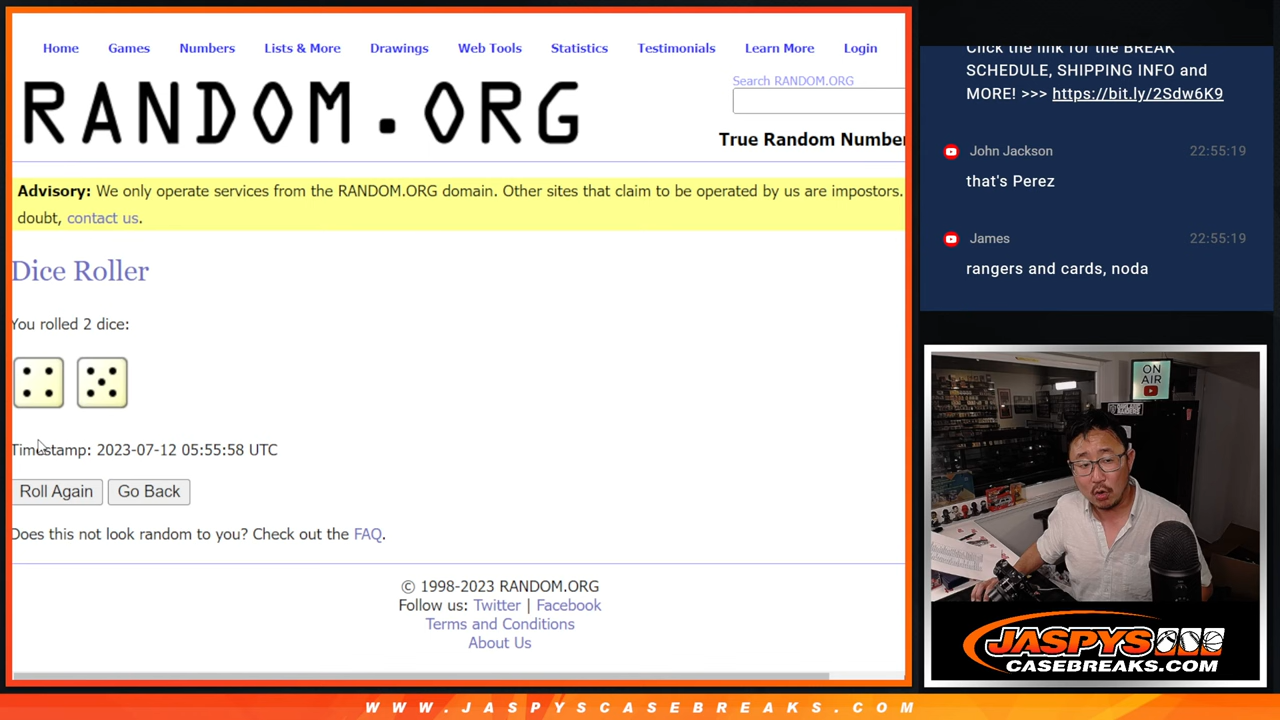 Home Games Numbers Lists & More Drawings Web Tools Statistics Testimonials Learn More Login
RANDOM.ORG
Search RANDOM.ORG
True Random Number
Advisory: We only operate services from the RANDOM.ORG domain. Other sites that claim to be operated by us are impostors.
doubt, contact us.
Dice Roller
You rolled 2 dice:
Timestamp: 2023-07-12 05:55:58 UTC
Roll Again Go Back
Does this not look random to you? Check out the FAQ.
© 1998-2023 RANDOM.ORG
Follow us: Twitter | Facebook
Terms and Conditions
About Us
Click the link for the BREAK
SCHEDULE, SHIPPING INFO and
MORE! >>> https://bit.ly/2Sdw6K9
John Jackson 22:55:19
that's Perez
James 22:55:19
rangers and cards, noda
ON
AIR
JASPYS
CASEBREAKS.COM
WWW.JASPYSCASEBREAKS.COM